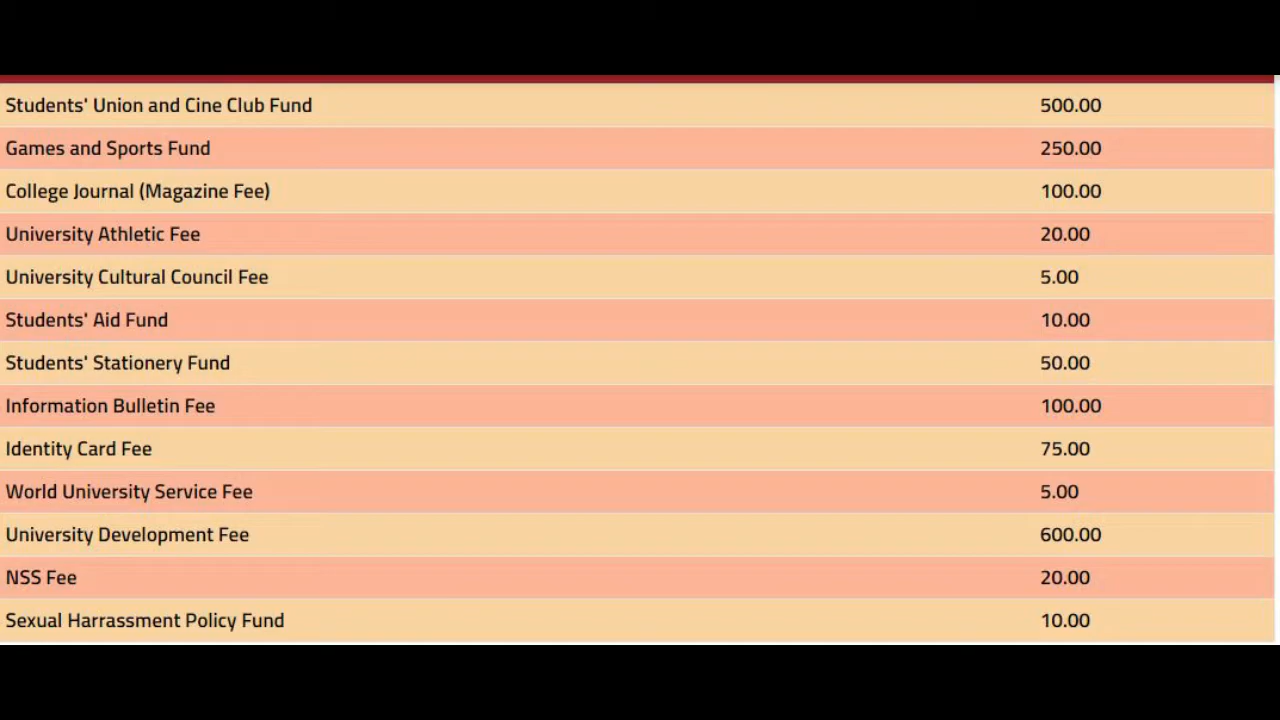 Students' Union and Cine Club Fund 500.00
Games and Sports Fund 250.00
College Journal (Magazine Fee) 100.00
University Athletic Fee 20.00
University Cultural Council Fee 5.00
Students' Aid Fund 10.00
Students' Stationery Fund 50.00
Information Bulletin Fee 100.00
Identity Card Fee 75.00
World University Service Fee 5.00
University Development Fee 600.00
NSS Fee 20.00
Sexual Harrassment Policy Fund 10.00